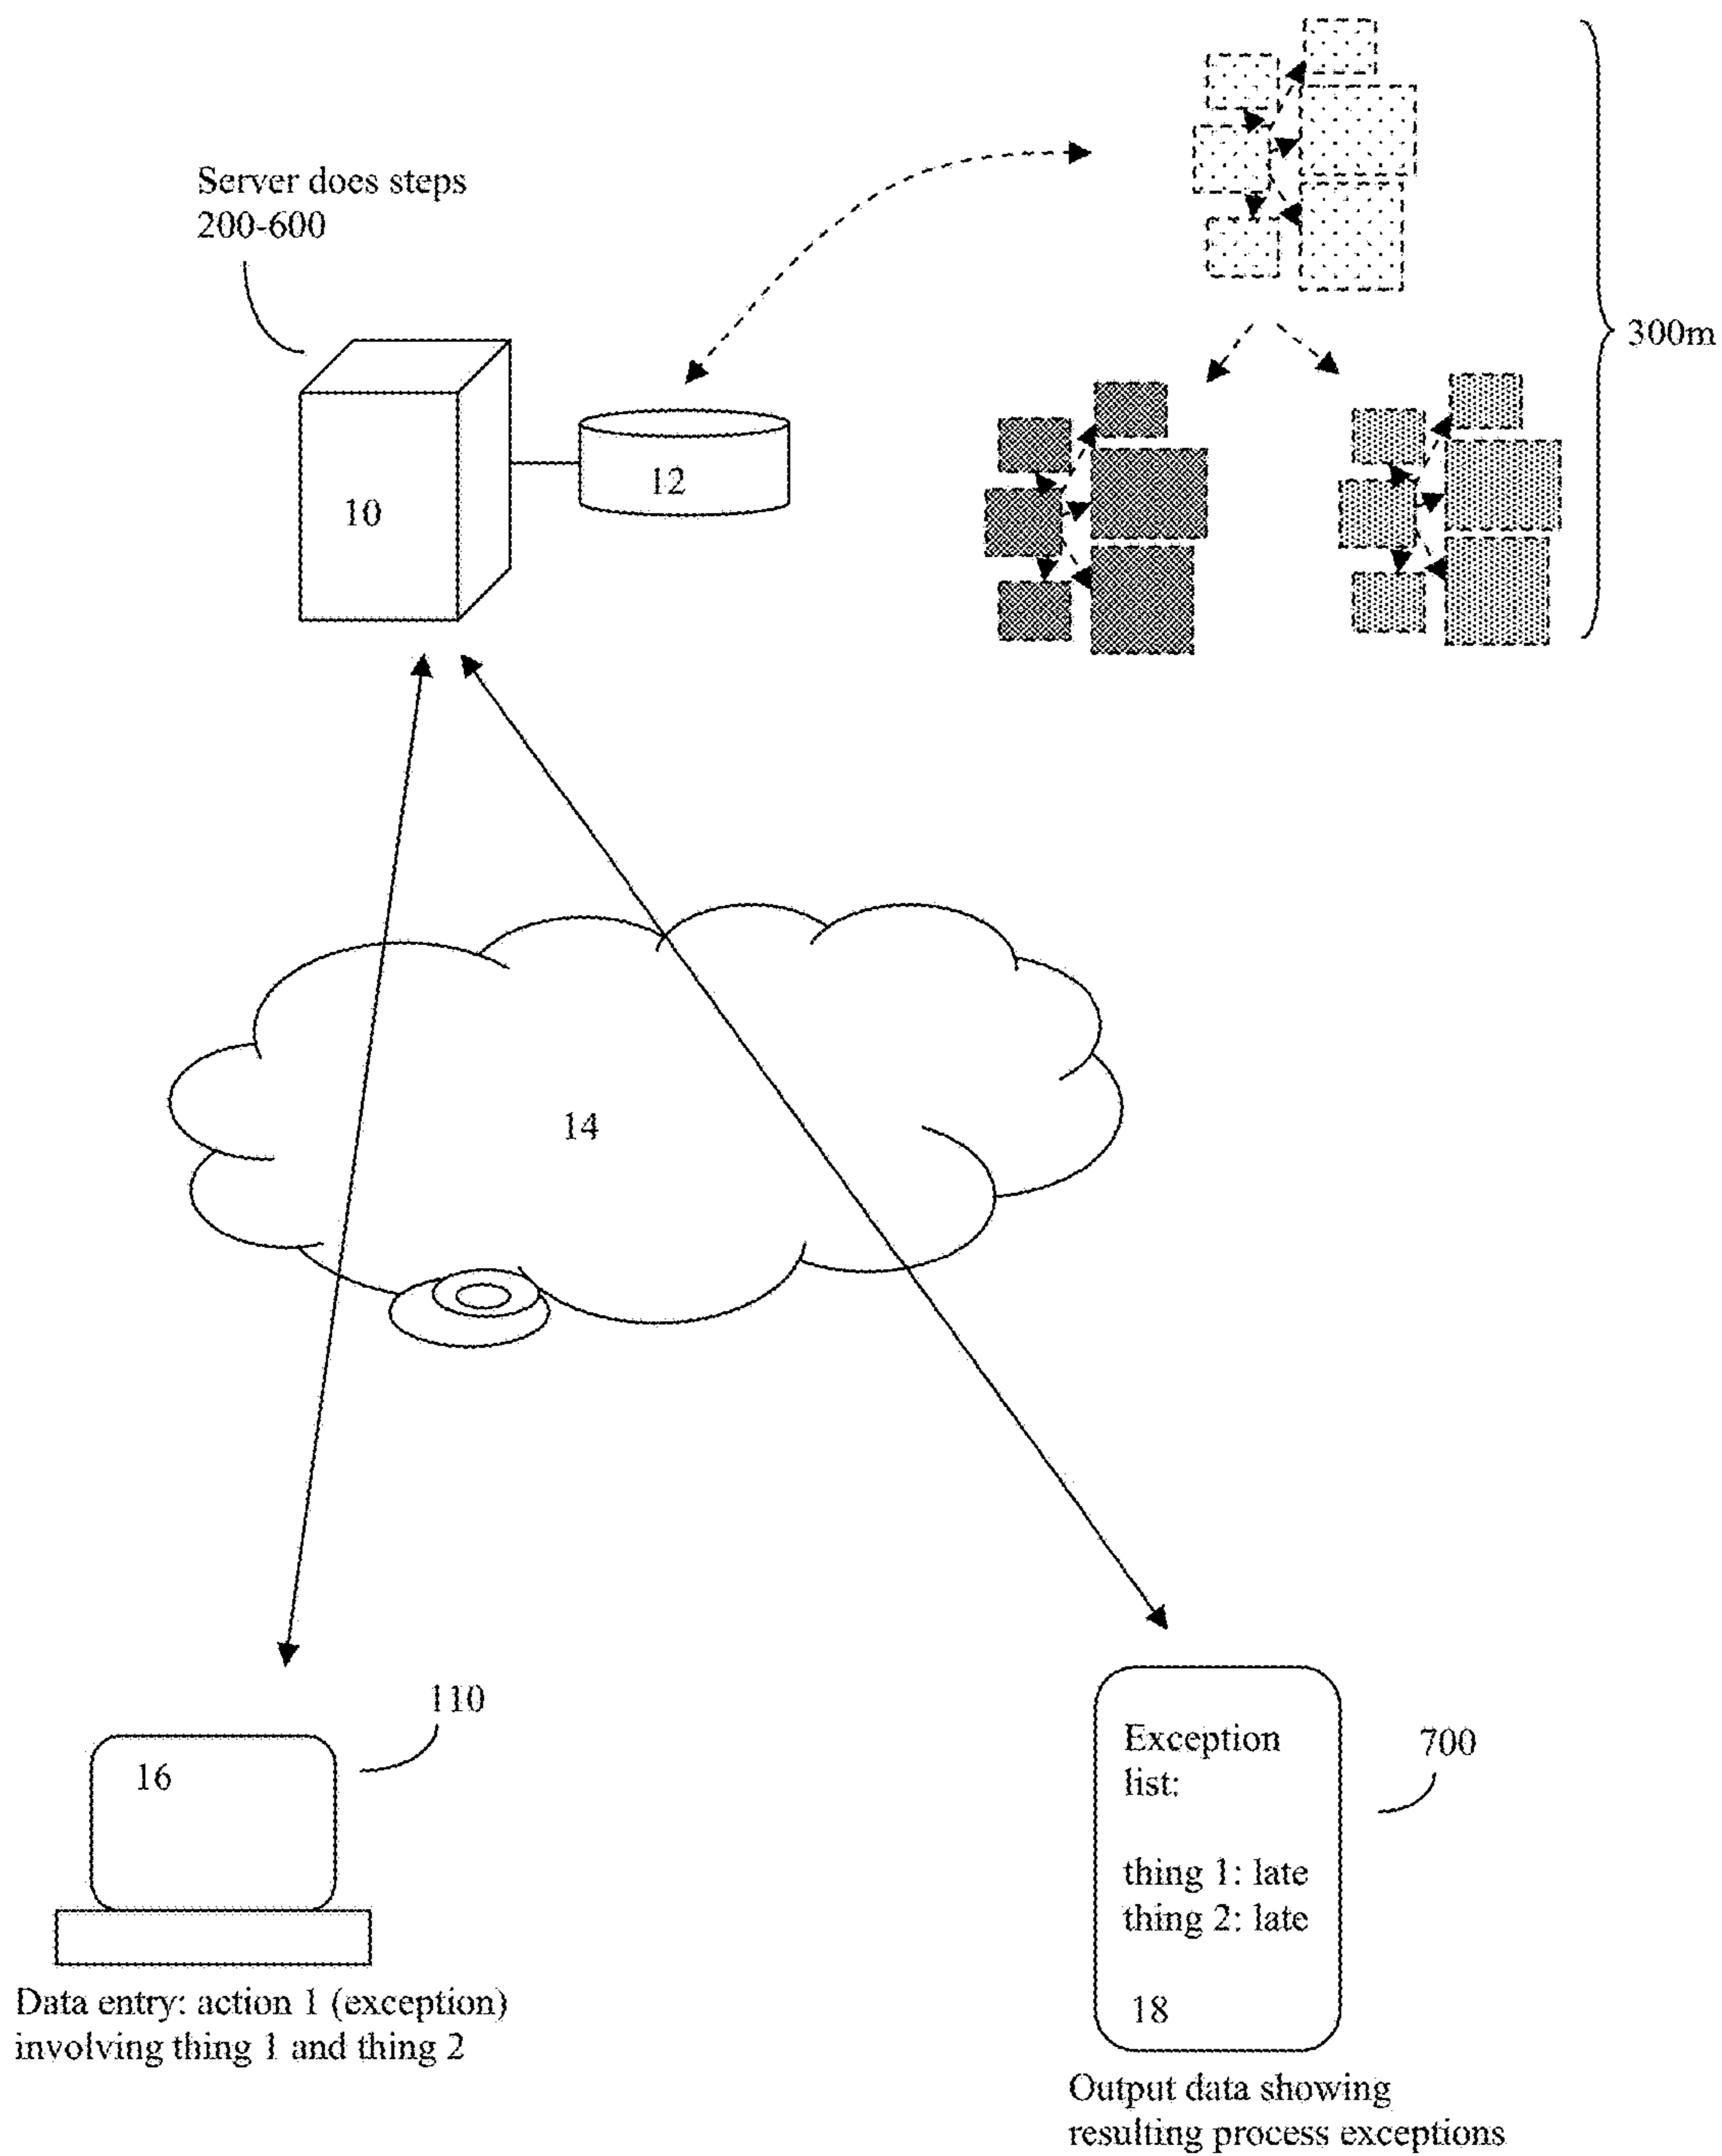 Server does steps
200-600
300m
10
12
14
110
16
700
Exception
list:
thing 1: late
thing 2: late
18
Data entry: action 1 (exception)
involving thing 1 and thing 2
Output data showing
resulting process exceptions